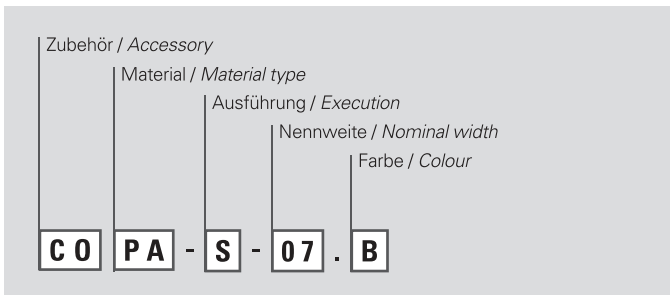 Zubehör / Accessory
Material / Material type
Ausführung / Execution
Nennweite / Nominal width
Farbe / Colour
CO PA - S - 07 . B